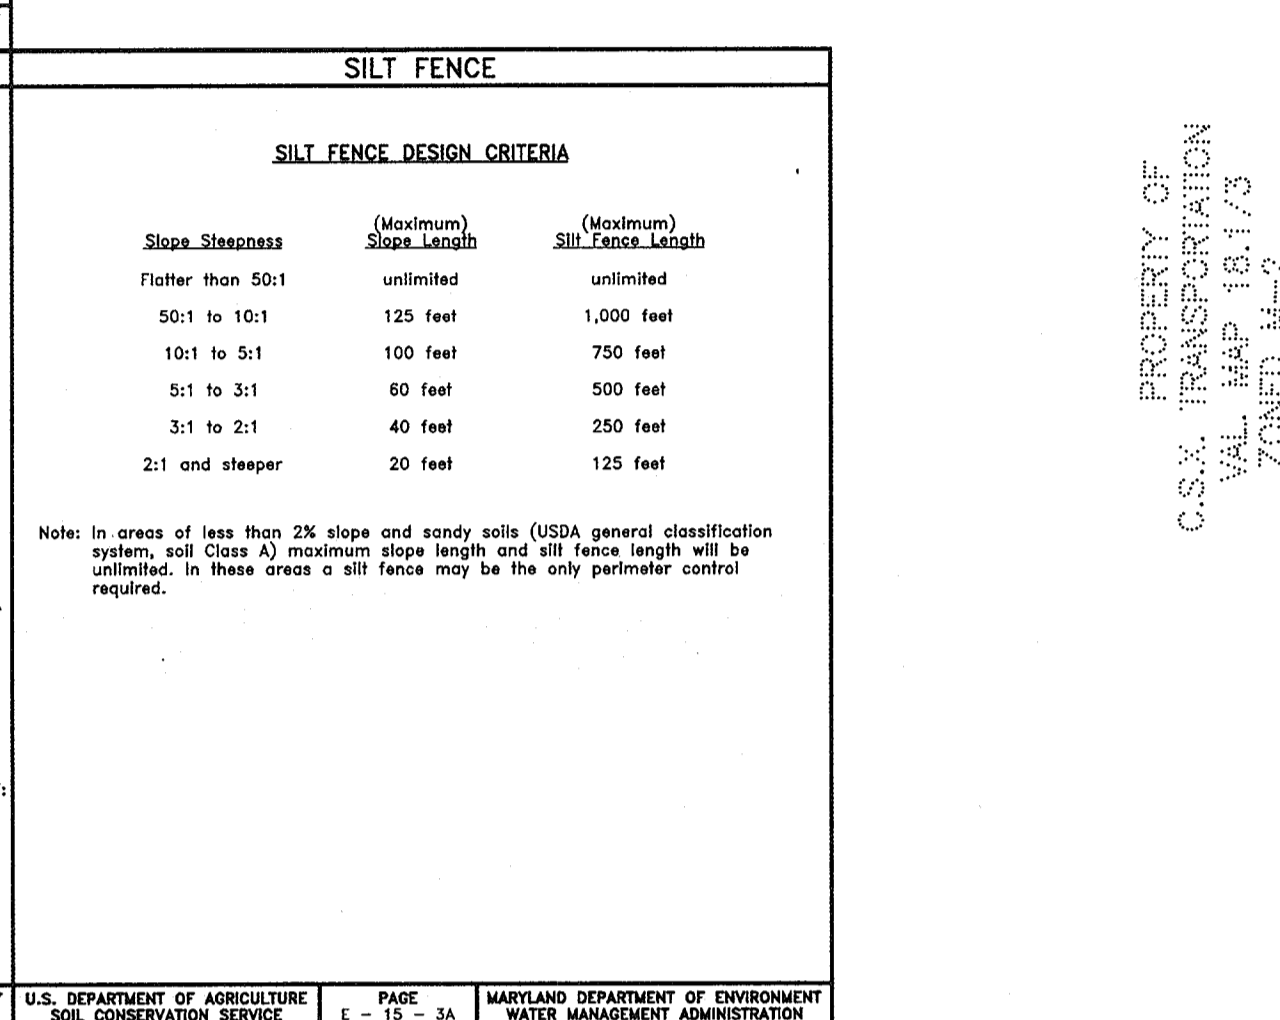 SILT FENCE
SILT FENCE DESIGN CRITERIA
Slope Steepness (Maximum) Slope Length (Maximum) Silt Fence Length
Flatter than 50:1 unlimited unlimited
50:1 to 10:1 125 feet 1,000 feet
10:1 to 5:1 100 feet 750 feet
5:1 to 3:1 60 feet 500 feet
3:1 to 2:1 40 feet 250 feet
2:1 and steeper 20 feet 125 feet
Note: In areas of less than 2% slope and sandy soils (USDA general classification
system, soil Class A) maximum slope length and silt fence length will be
unlimited. In these areas a silt fence may be the only perimeter control
required.
U.S. DEPARTMENT OF AGRICULTURE
SOIL CONSERVATION SERVICE
PAGE
E - 15 - 3A
MARYLAND DEPARTMENT OF ENVIRONMENT
WATER MANAGEMENT ADMINISTRATION
PROPERTY OF
C.S.X. TRANSPORTATION
VAL. MAP 18.1/3
ZONED